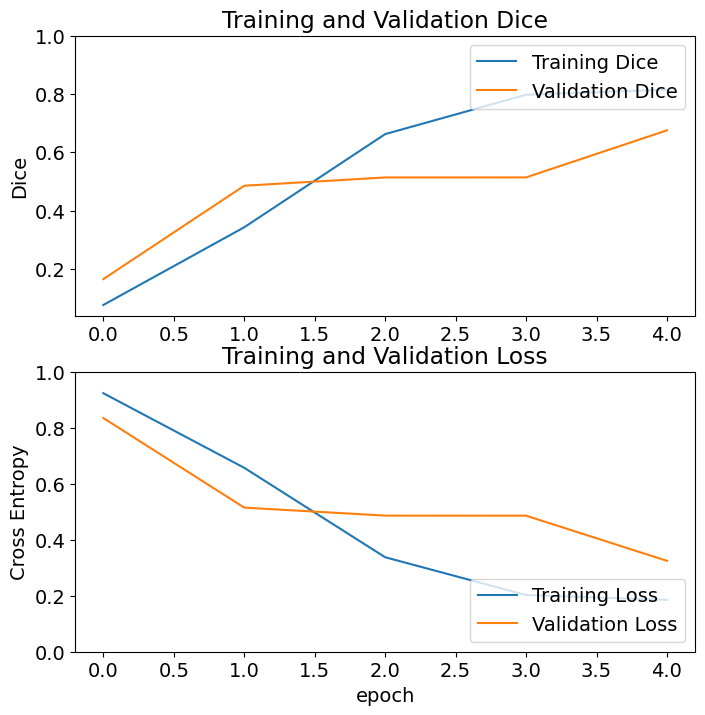 Training and Validation Dice
1.0
0.8
0.6
0.4
0.2
Dice
Training Dice
Validation Dice
0.0 0.5 1.0 1.5 2.0 2.5 3.0 3.5 4.0
Training and Validation Loss
1.0
0.8
0.6
0.4
0.2
0.0
Cross Entropy
Training Loss
Validation Loss
0.0 0.5 1.0 1.5 2.0 2.5 3.0 3.5 4.0
epoch